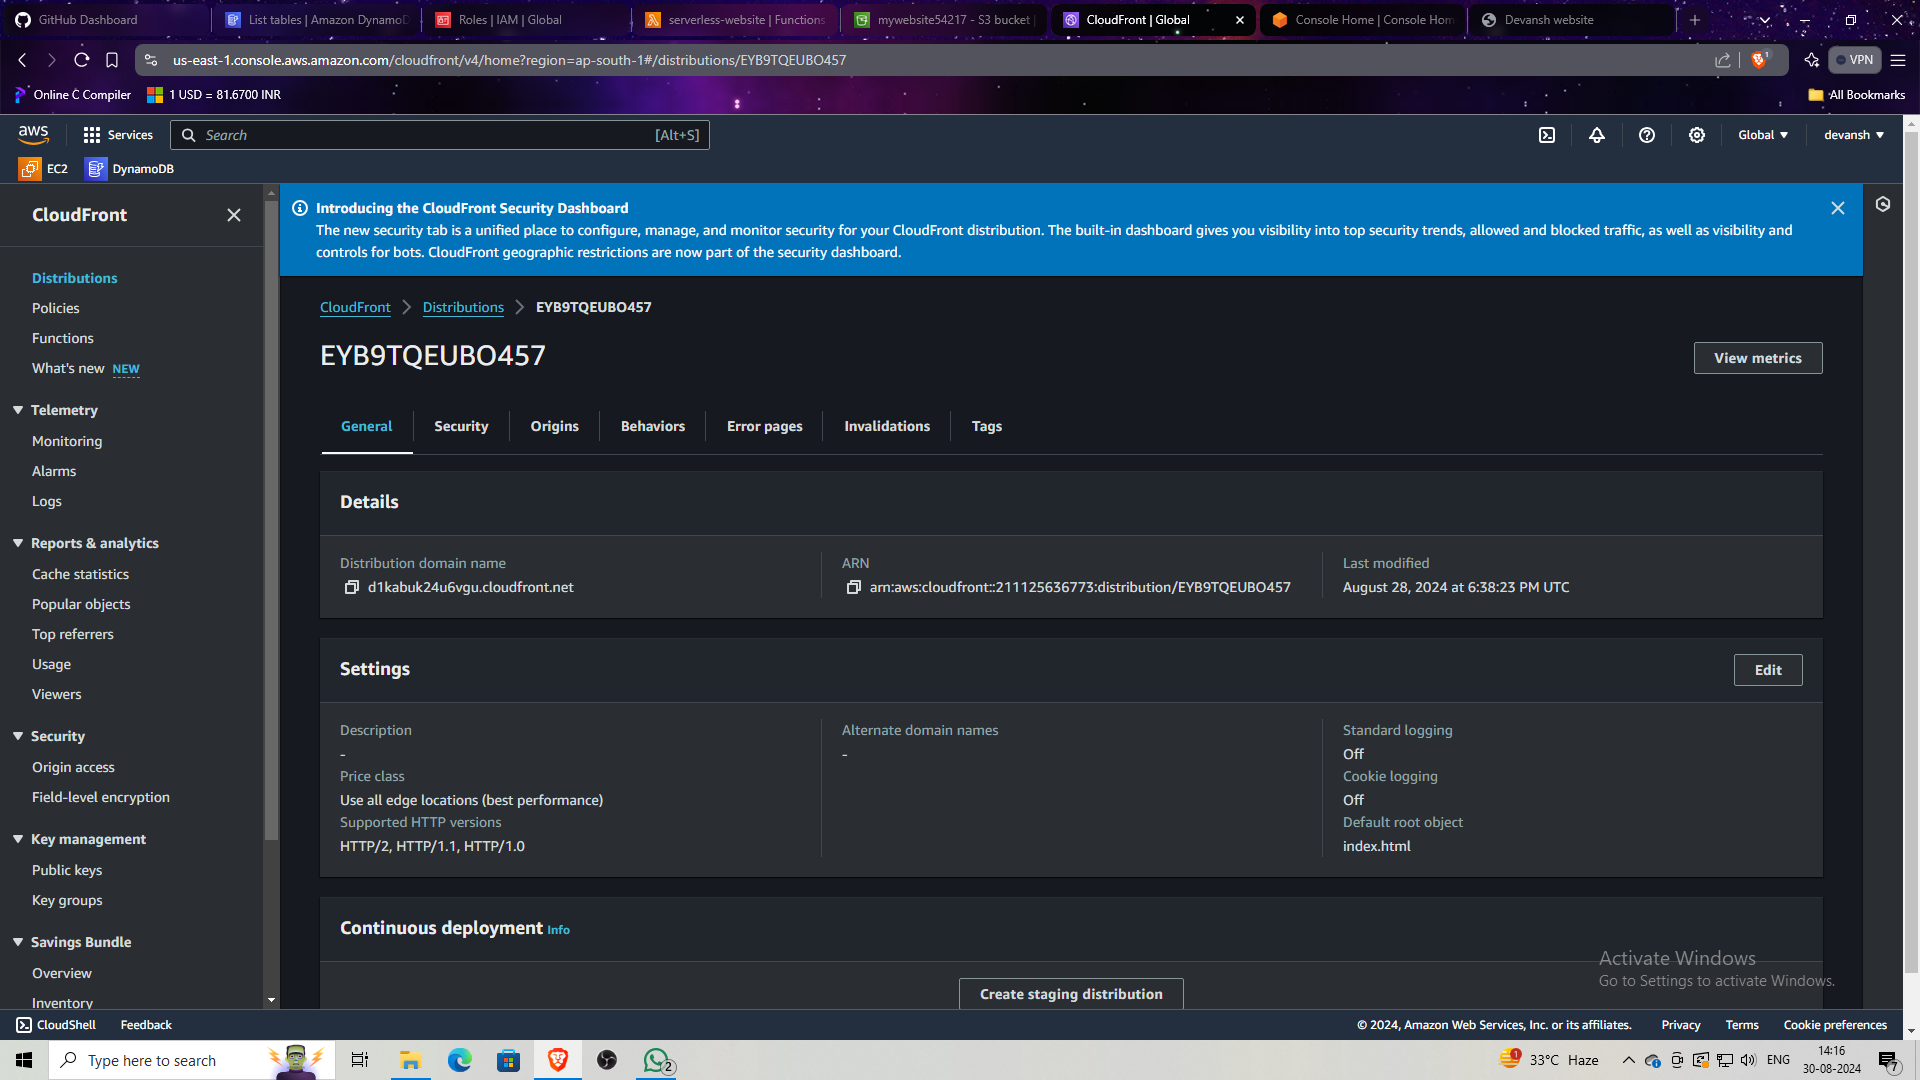 GitHub Dashboard
List tables | Amazon DynamoD
Roles | IAM | Global
serverless-website | Functions
mywebsite54217 - S3 bucket |
CloudFront | Global
Console Home | Console Hom
Devansh website
us-east-1.console.aws.amazon.com/cloudfront/v4/home?region=ap-south-1#/distributions/EYB9TQEUBO457
1
VPN
Online C Compiler
1 USD = 81.6700 INR
All Bookmarks
aws
Services
Search
[Alt+S]
Global
devansh
EC2
DynamoDB
CloudFront
Distributions
Policies
Functions
What's new NEW
Telemetry
Monitoring
Alarms
Logs
Reports & analytics
Cache statistics
Popular objects
Top referrers
Usage
Viewers
Security
Origin access
Field-level encryption
Key management
Public keys
Key groups
Savings Bundle
Overview
Inventory
Introducing the CloudFront Security Dashboard
The new security tab is a unified place to configure, manage, and monitor security for your CloudFront distribution. The built-in dashboard gives you visibility into top security trends, allowed and blocked traffic, as well as visibility and
controls for bots. CloudFront geographic restrictions are now part of the security dashboard.
CloudFront
Distributions
EYB9TQEUBO457
EYB9TQEUBO457
View metrics
General
Security
Origins
Behaviors
Error pages
Invalidations
Tags
Details
Distribution domain name
d1kabuk24u6vgu.cloudfront.net
ARN
arn:aws:cloudfront::211125636773:distribution/EYB9TQEUBO457
Last modified
August 28, 2024 at 6:38:23 PM UTC
Settings
Edit
Description
-
Price class
Use all edge locations (best performance)
Supported HTTP versions
HTTP/2, HTTP/1.1, HTTP/1.0
Alternate domain names
-
Standard logging
Off
Cookie logging
Off
Default root object
index.html
Continuous deployment Info
Create staging distribution
Activate Windows
Go to Settings to activate Windows.
CloudShell
Feedback
© 2024, Amazon Web Services, Inc. or its affiliates.
Privacy
Terms
Cookie preferences
Type here to search
2
1
33°C Haze
ENG
14:16
30-08-2024
7